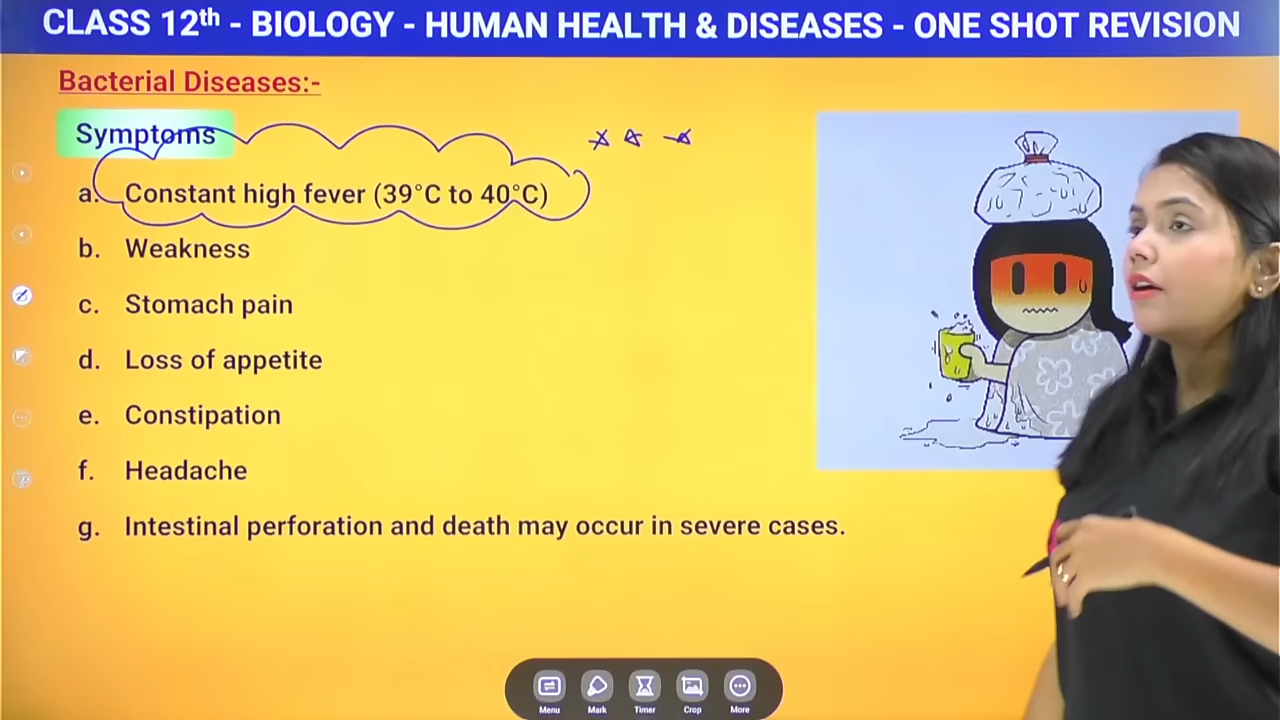 CLASS 12th - BIOLOGY - HUMAN HEALTH & DISEASES - ONE SHOT REVISION
Bacterial Diseases:-
Symptoms
a. Constant high fever (39°C to 40°C)
b. Weakness
c. Stomach pain
d. Loss of appetite
e. Constipation
f. Headache
g. Intestinal perforation and death may occur in severe cases.
Menu Mark Timer Crop More